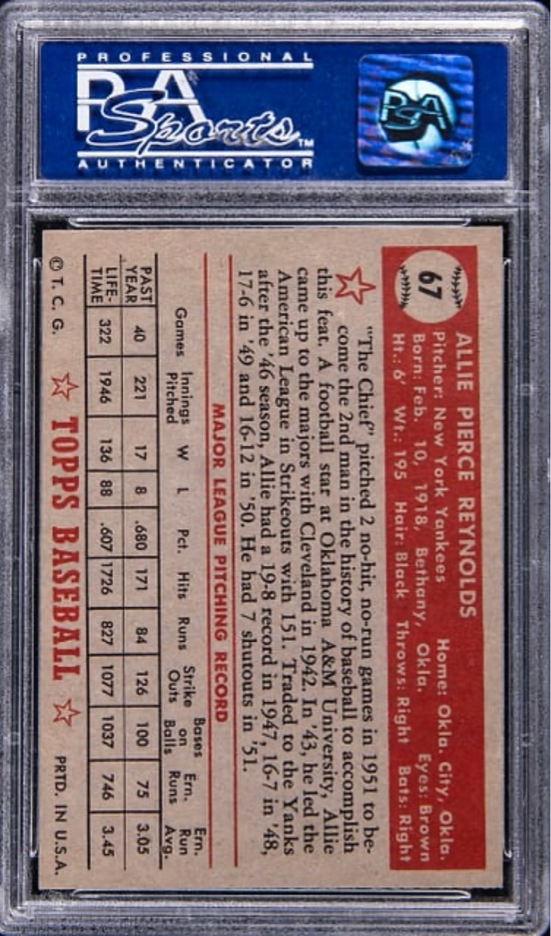 PROFESSIONAL
PSA
Sports™
AUTHENTICATOR
PSA
67
ALLIE PIERCE REYNOLDS
Pitcher: New York Yankees Home: Okla. City, Okla.
Born: Feb. 10, 1918, Bethany, Okla. Eyes: Brown
Ht.: 6' Wt.: 195 Hair: Black Throws: Right Bats: Right
"The Chief" pitched 2 no-hit, no-run games in 1951 to be-
come the 2nd man in the history of baseball to accomplish
this feat. A football star at Oklahoma A&M University, Allie
came up to the majors with Cleveland in 1942. In '43, he led the
American League in Strikeouts with 151. Traded to the Yanks
after the '46 season, Allie had a 19-8 record in 1947, 16-7 in '48,
17-6 in '49 and 16-12 in '50. He had 7 shutouts in '51.
MAJOR LEAGUE PITCHING RECORD
Games Innings Pitched W L Pct. Hits Runs Strike Outs Bases on Balls Ern. Runs Ern. Run Avg.
PAST YEAR 40 221 17 8 .680 171 84 126 100 75 3.05
LIFE-TIME 322 1946 136 88 .607 1726 827 1077 1037 746 3.45
© T. C. G. TOPPS BASEBALL PRTD. IN U.S.A.